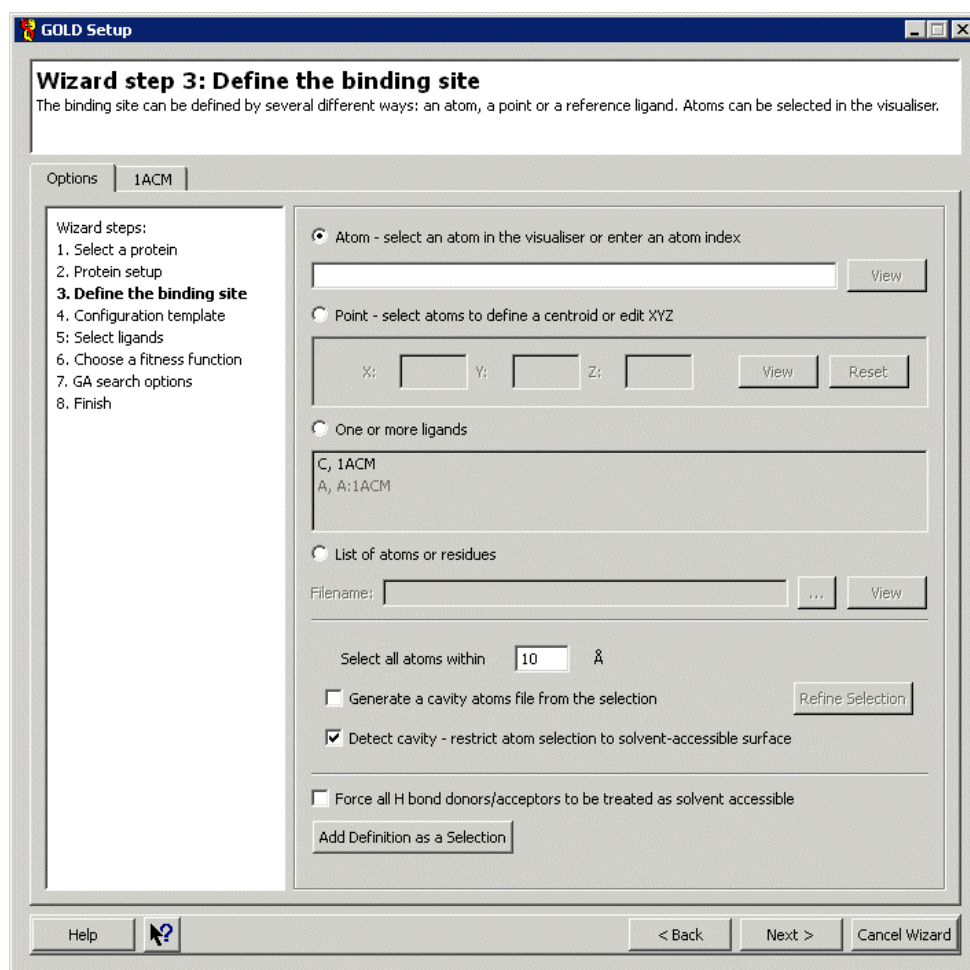 GOLD Setup
Wizard step 3: Define the binding site
The binding site can be defined by several different ways: an atom, a point or a reference ligand. Atoms can be selected in the visualiser.
Options
1ACM
Wizard steps:
1. Select a protein
2. Protein setup
3. Define the binding site
4. Configuration template
5: Select ligands
6. Choose a fitness function
7. GA search options
8. Finish
Atom - select an atom in the visualiser or enter an atom index
View
Point - select atoms to define a centroid or edit XYZ
X: Y: Z: View Reset
One or more ligands
C, 1ACM
A, A:1ACM
List of atoms or residues
Filename: ... View
Select all atoms within 10 Å
Generate a cavity atoms file from the selection Refine Selection
Detect cavity - restrict atom selection to solvent-accessible surface
Force all H bond donors/acceptors to be treated as solvent accessible
Add Definition as a Selection
Help ? < Back Next > Cancel Wizard